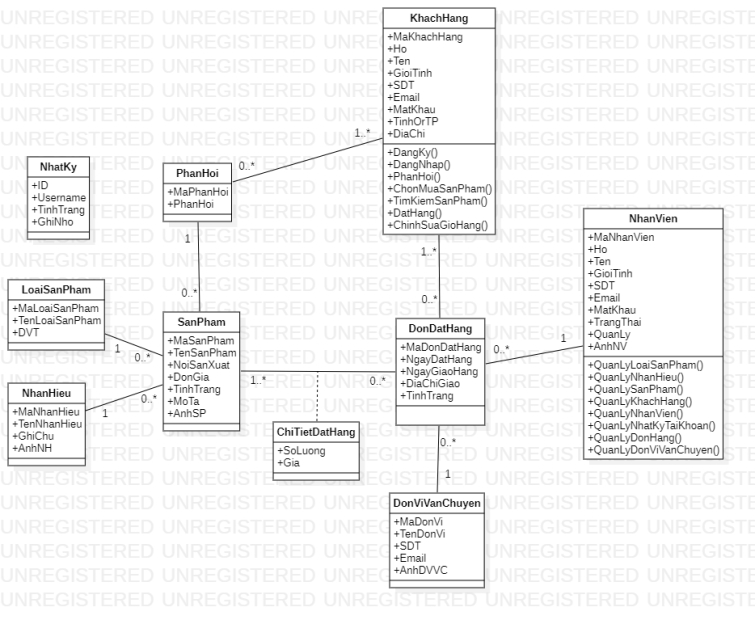 KhachHang
+MaKhachHang
+Ho
+Ten
+GioiTinh
+SDT
+Email
+MatKhau
+TinhOrTP
+DiaChi
+DangKy()
+DangNhap()
+PhanHoi()
+ChonMuaSanPham()
+TimKiemSanPham()
+DatHang()
+ChinhSuaGioHang()
1..*
0..*
1..*
0..*
NhatKy
+ID
+Username
+TinhTrang
+GhiNho
PhanHoi
+MaPhanHoi
+PhanHoi
1
0..*
NhanVien
+MaNhanVien
+Ho
+Ten
+GioiTinh
+SDT
+Email
+MatKhau
+TrangThai
+QuanLy
+AnhNV
+QuanLyLoaiSanPham()
+QuanLyNhanHieu()
+QuanLySanPham()
+QuanLyKhachHang()
+QuanLyNhanVien()
+QuanLyNhatKyTaiKhoan()
+QuanLyDonHang()
+QuanLyDonViVanChuyen()
LoaiSanPham
+MaLoaiSanPham
+TenLoaiSanPham
+DVT
1
0..*
SanPham
+MaSanPham
+TenSanPham
+NoiSanXuat
+DonGia
+TinhTrang
+MoTa
+AnhSP
1..*
0..*
DonDatHang
+MaDonDatHang
+NgayDatHang
+NgayGiaoHang
+DiaChiGiao
+TinhTrang
0..*
1
NhanHieu
+MaNhanHieu
+TenNhanHieu
+GhiChu
+AnhNH
1
0..*
ChiTietDatHang
+SoLuong
+Gia
0..*
1
DonViVanChuyen
+MaDonVi
+TenDonVi
+SDT
+Email
+AnhDVVC